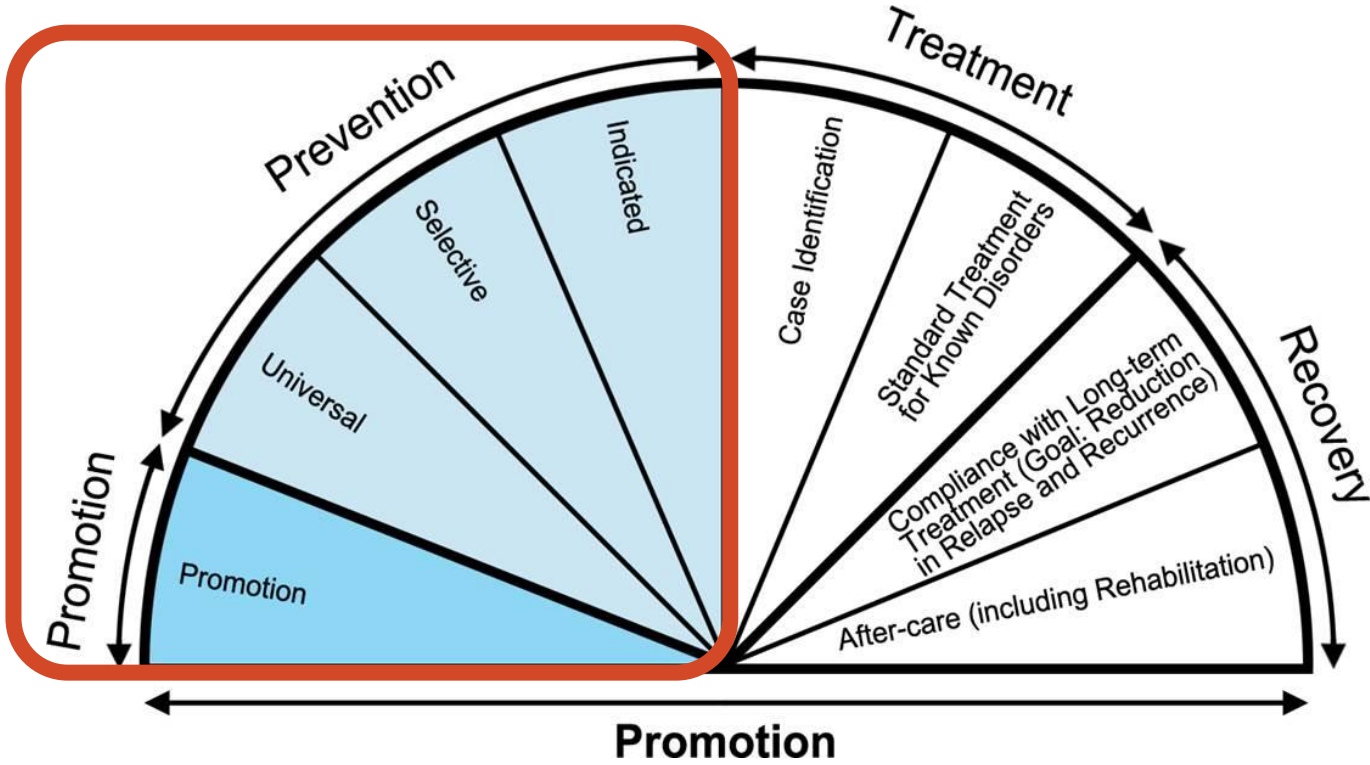 Promotion
Prevention
Treatment
Recovery
Promotion
Universal
Selective
Indicated
Case Identification
Standard Treatment
for Known Disorders
Compliance with Long-term
Treatment (Goal: Reduction
in Relapse and Recurrence)
After-care (including Rehabilitation)
Promotion